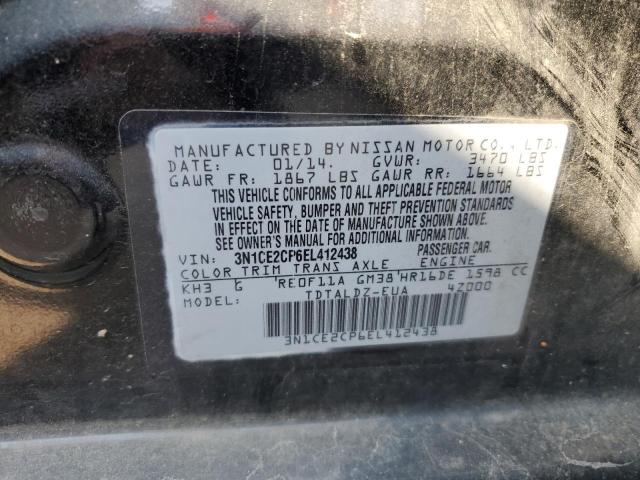 MANUFACTURED BY NISSAN MOTOR CO., LTD.
DATE: 01/14. GVWR: 3470 LBS
GAWR FR: 1867 LBS GAWR RR: 1664 LBS
THIS VEHICLE CONFORMS TO ALL APPLICABLE FEDERAL MOTOR
VEHICLE SAFETY, BUMPER AND THEFT PREVENTION STANDARDS
IN EFFECT ON THE DATE OF MANUFACTURE SHOWN ABOVE.
SEE OWNER'S MANUAL FOR ADDITIONAL INFORMATION.
VIN: 3N1CE2CP6EL412438 PASSENGER CAR.
COLOR TRIM TRANS AXLE ENGINE
KH3 G RE0F11A GM38 HR16DE 1598 CC
MODEL: TDTALDZ-EUA 4Z000
3N1CE2CP6EL412438